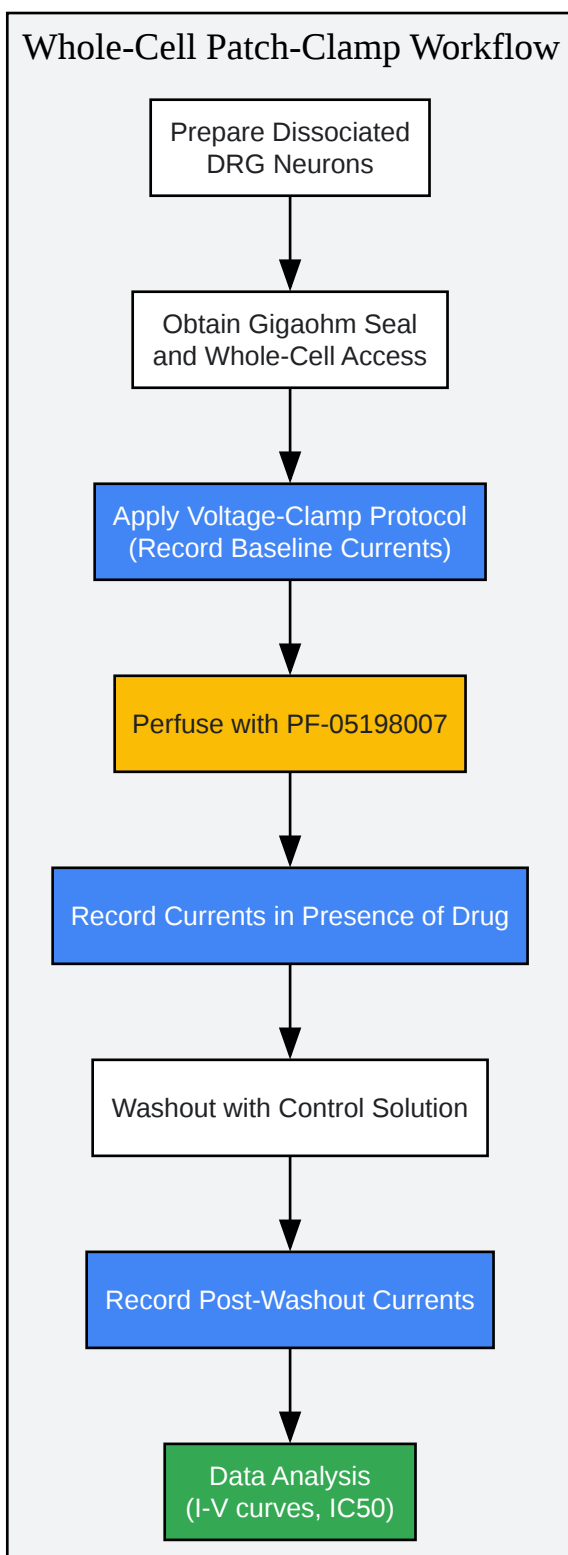 Whole-Cell Patch-Clamp Workflow
Prepare Dissociated
DRG Neurons
Obtain Gigaohm Seal
and Whole-Cell Access
Apply Voltage-Clamp Protocol
(Record Baseline Currents)
Perfuse with PF-05198007
Record Currents in Presence of Drug
Washout with Control Solution
Record Post-Washout Currents
Data Analysis
(I-V curves, IC50)